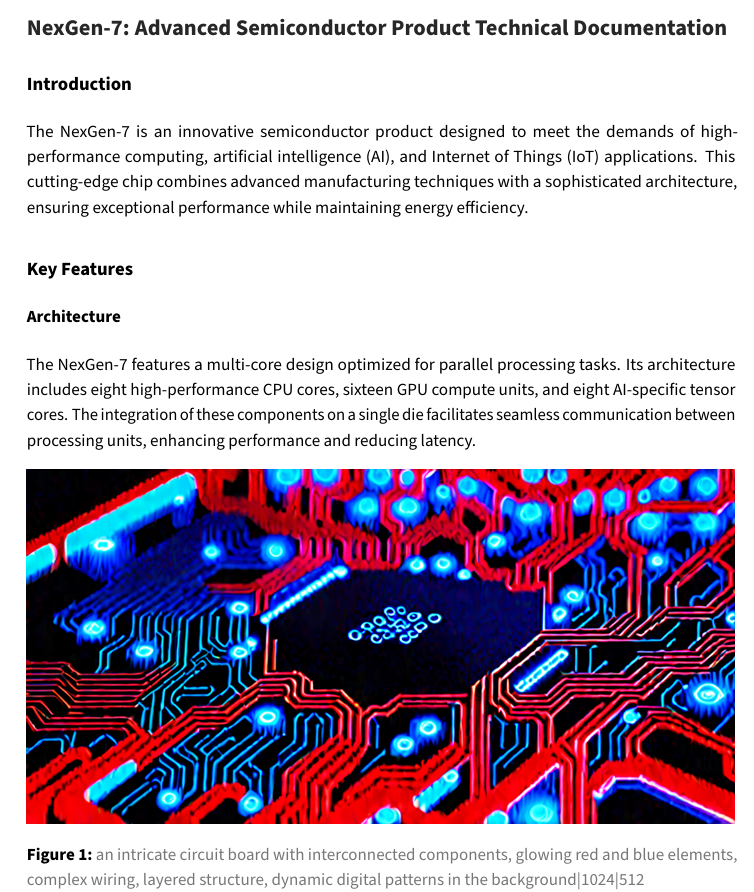 NexGen-7: Advanced Semiconductor Product Technical Documentation
Introduction
The NexGen-7 is an innovative semiconductor product designed to meet the demands of high-
performance computing, artificial intelligence (AI), and Internet of Things (IoT) applications. This
cutting-edge chip combines advanced manufacturing techniques with a sophisticated architecture,
ensuring exceptional performance while maintaining energy efficiency.
Key Features
Architecture
The NexGen-7 features a multi-core design optimized for parallel processing tasks. Its architecture
includes eight high-performance CPU cores, sixteen GPU compute units, and eight AI-specific tensor
cores. The integration of these components on a single die facilitates seamless communication between
processing units, enhancing performance and reducing latency.
Figure 1: an intricate circuit board with interconnected components, glowing red and blue elements,
complex wiring, layered structure, dynamic digital patterns in the background|1024|512